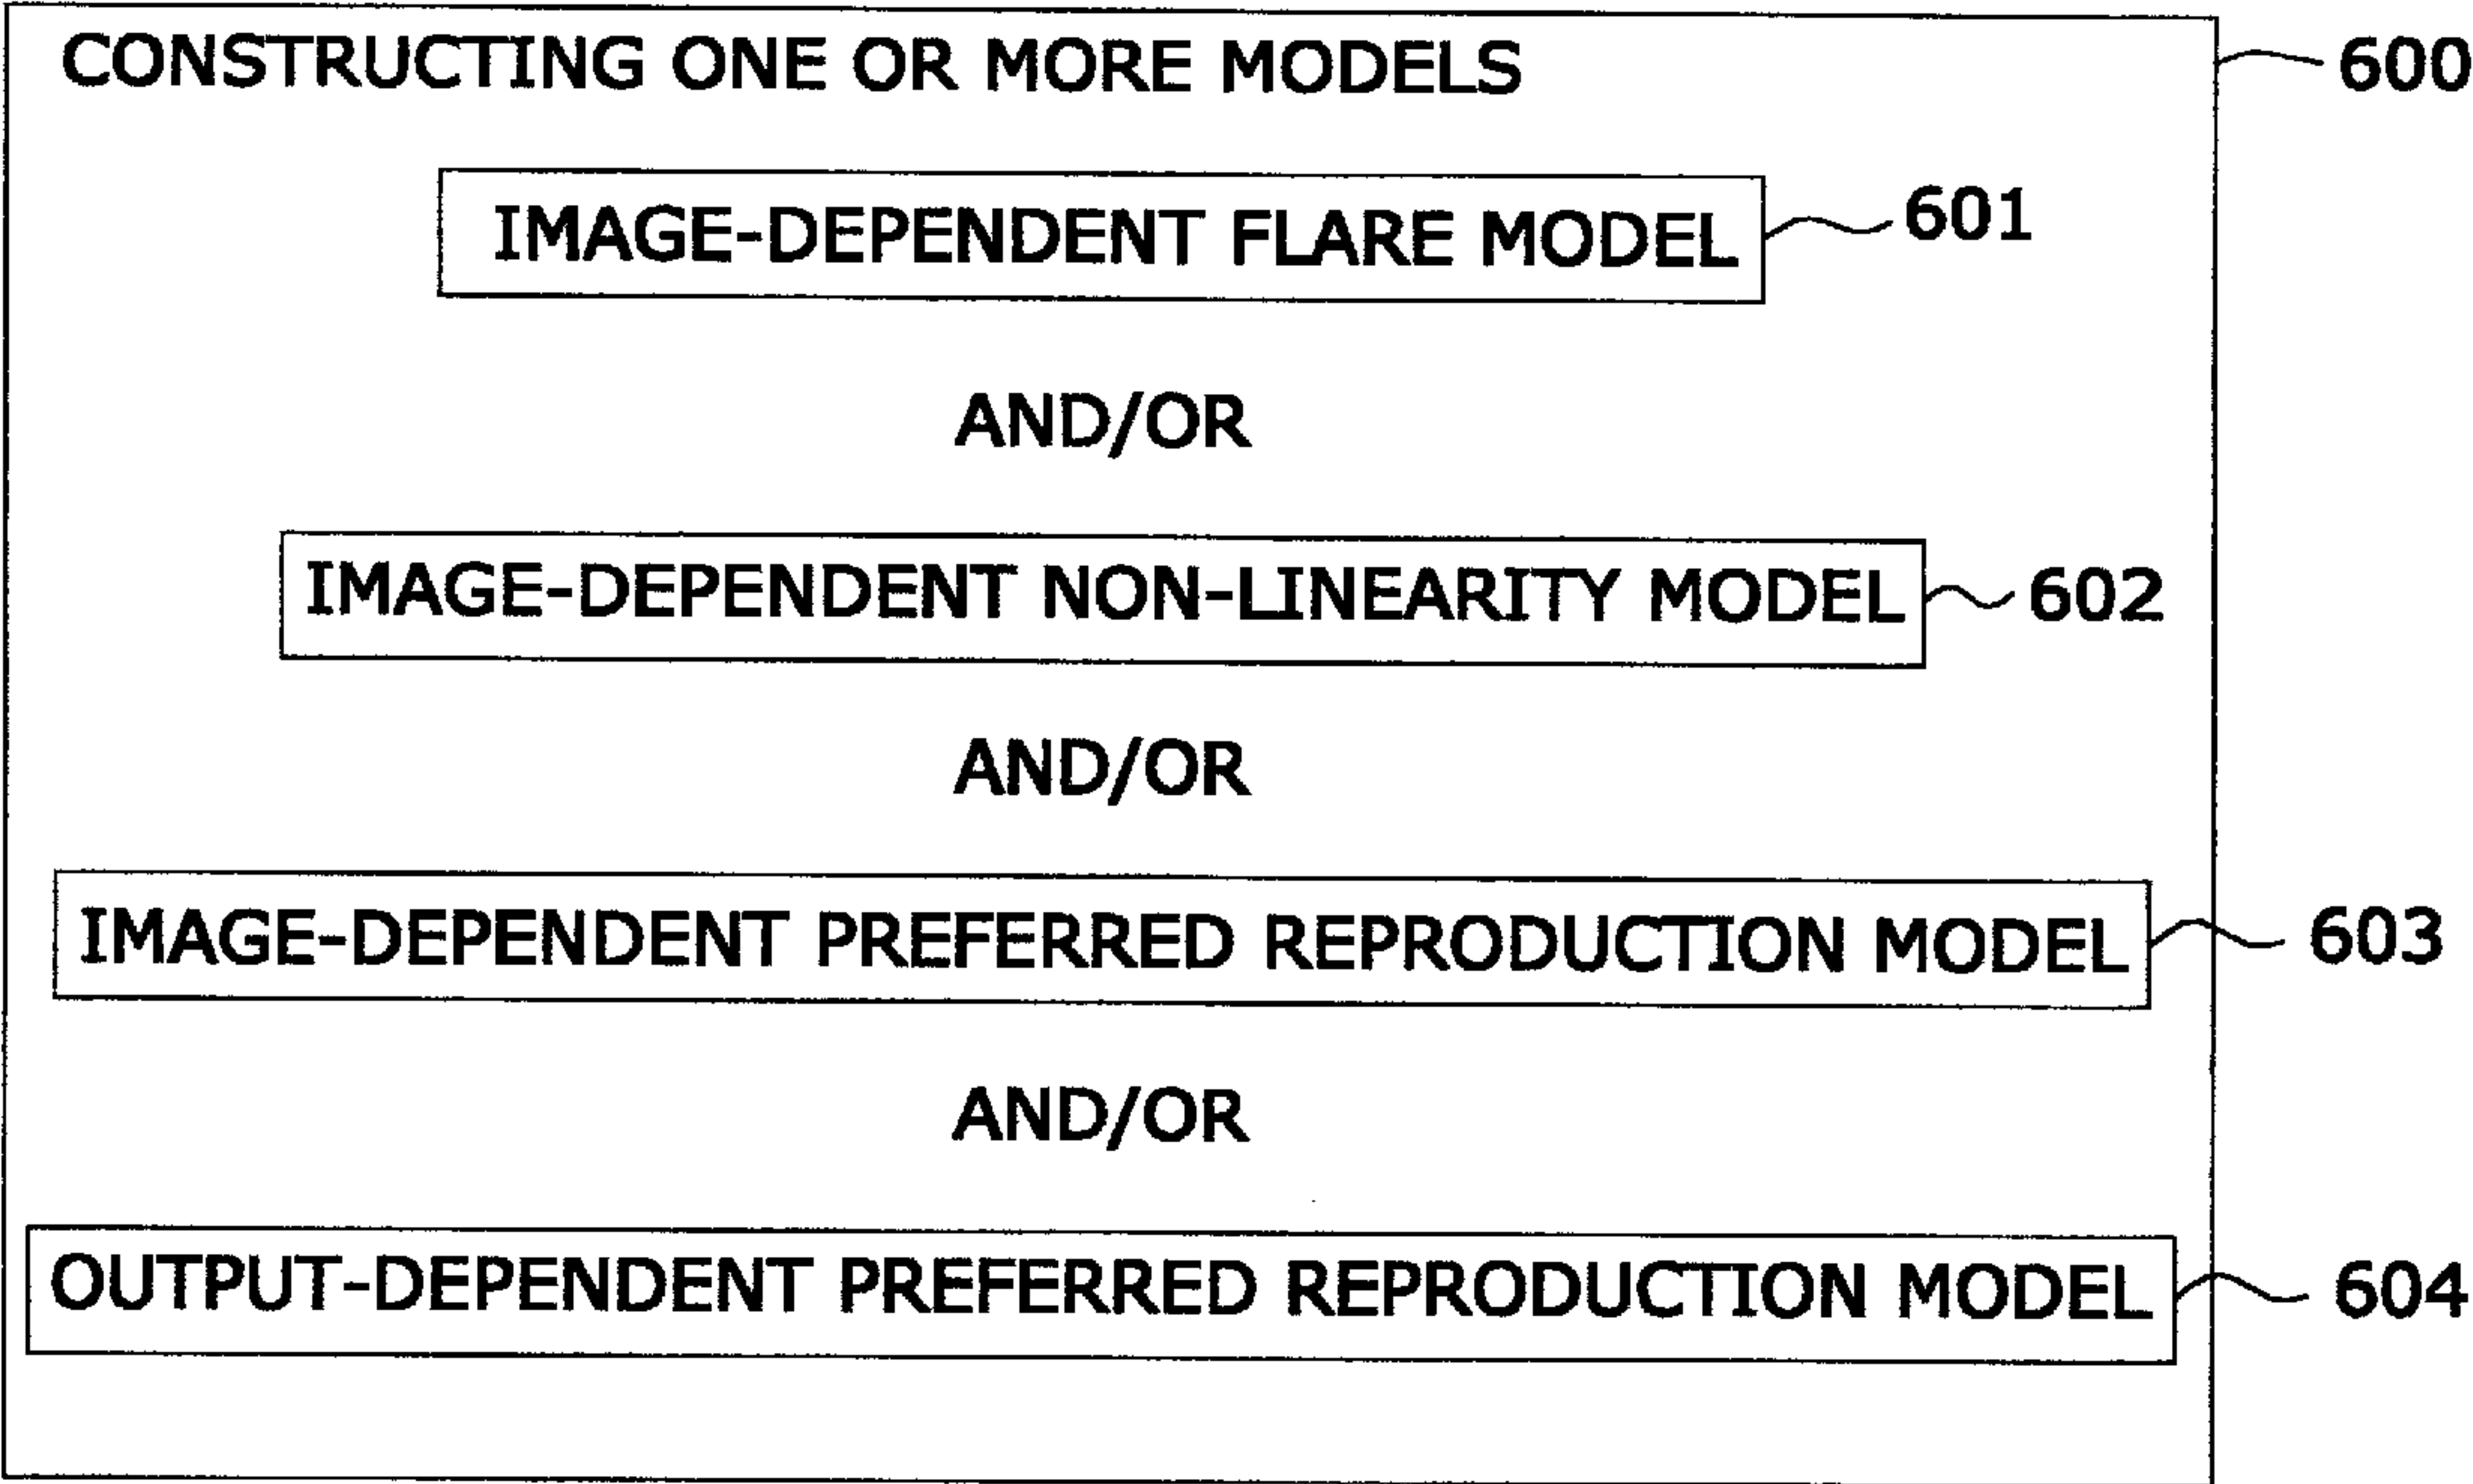 CONSTRUCTING ONE OR MORE MODELS 600
IMAGE-DEPENDENT FLARE MODEL 601
AND/OR
IMAGE-DEPENDENT NON-LINEARITY MODEL 602
AND/OR
IMAGE-DEPENDENT PREFERRED REPRODUCTION MODEL 603
AND/OR
OUTPUT-DEPENDENT PREFERRED REPRODUCTION MODEL 604